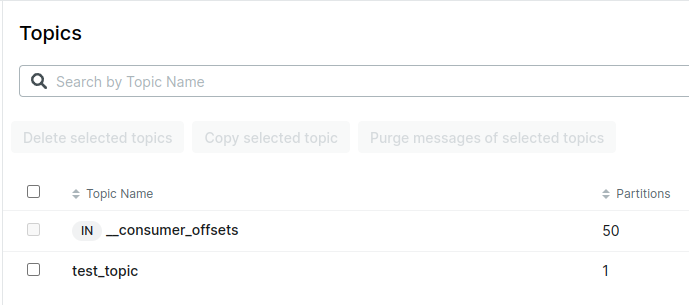 Topics
Search by Topic Name
Delete selected topics Copy selected topic Purge messages of selected topics
Topic Name Partitions
IN __consumer_offsets 50
test_topic 1